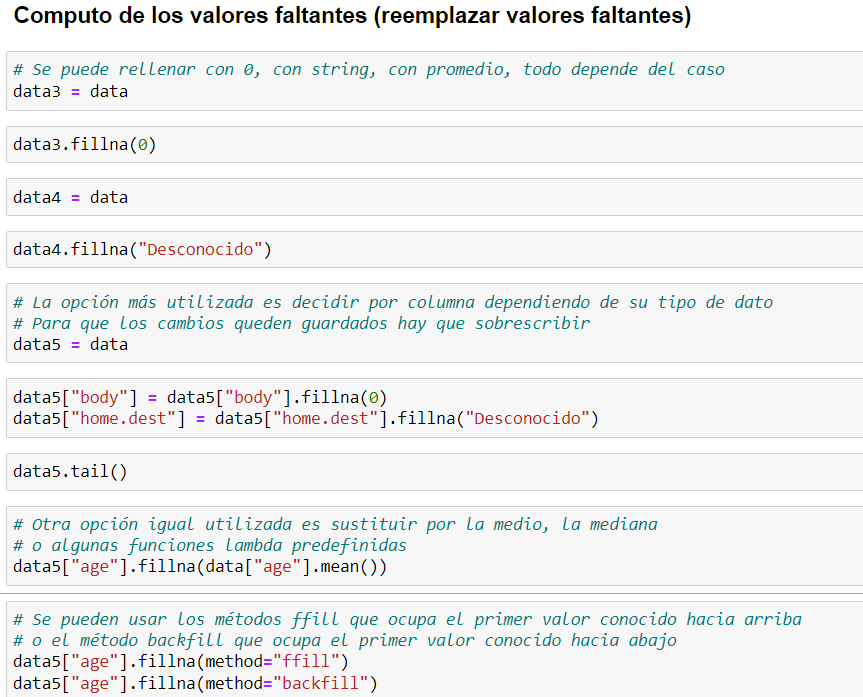 Computo de los valores faltantes (reemplazar valores faltantes)
# Se puede rellenar con 0, con string, con promedio, todo depende del caso
data3 = data
data3.fillna(0)
data4 = data
data4.fillna("Desconocido")
# La opción más utilizada es decidir por columna dependiendo de su tipo de dato
# Para que los cambios queden guardados hay que sobrescribir
data5 = data
data5["body"] = data5["body"].fillna(0)
data5["home.dest"] = data5["home.dest"].fillna("Desconocido")
data5.tail()
# Otra opción igual utilizada es sustituir por la medio, la mediana
# o algunas funciones lambda predefinidas
data5["age"].fillna(data["age"].mean())
# Se pueden usar los métodos ffill que ocupa el primer valor conocido hacia arriba
# o el método backfill que ocupa el primer valor conocido hacia abajo
data5["age"].fillna(method="ffill")
data5["age"].fillna(method="backfill")